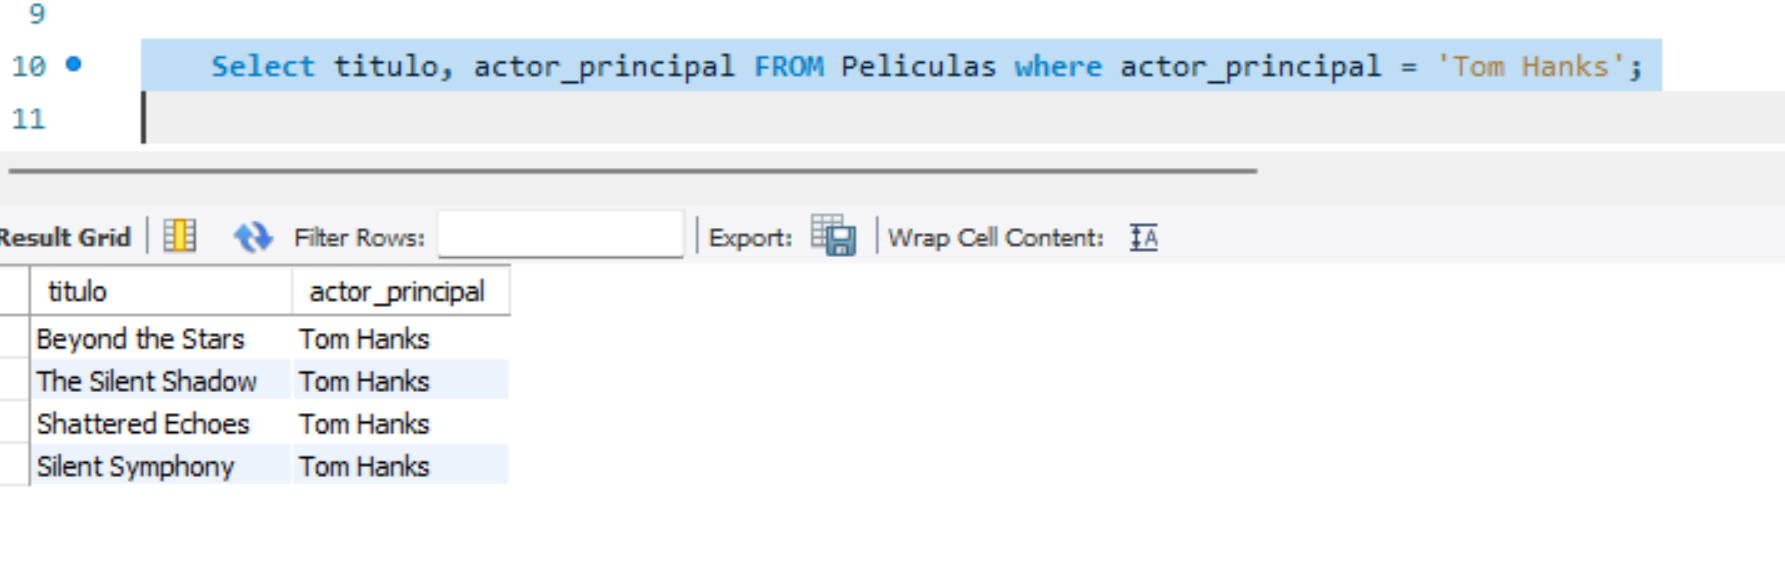 9
10 Select titulo, actor_principal FROM Peliculas where actor_principal = 'Tom Hanks';
11
Result Grid Filter Rows: Export: Wrap Cell Content: IA
titulo actor_principal
Beyond the Stars Tom Hanks
The Silent Shadow Tom Hanks
Shattered Echoes Tom Hanks
Silent Symphony Tom Hanks